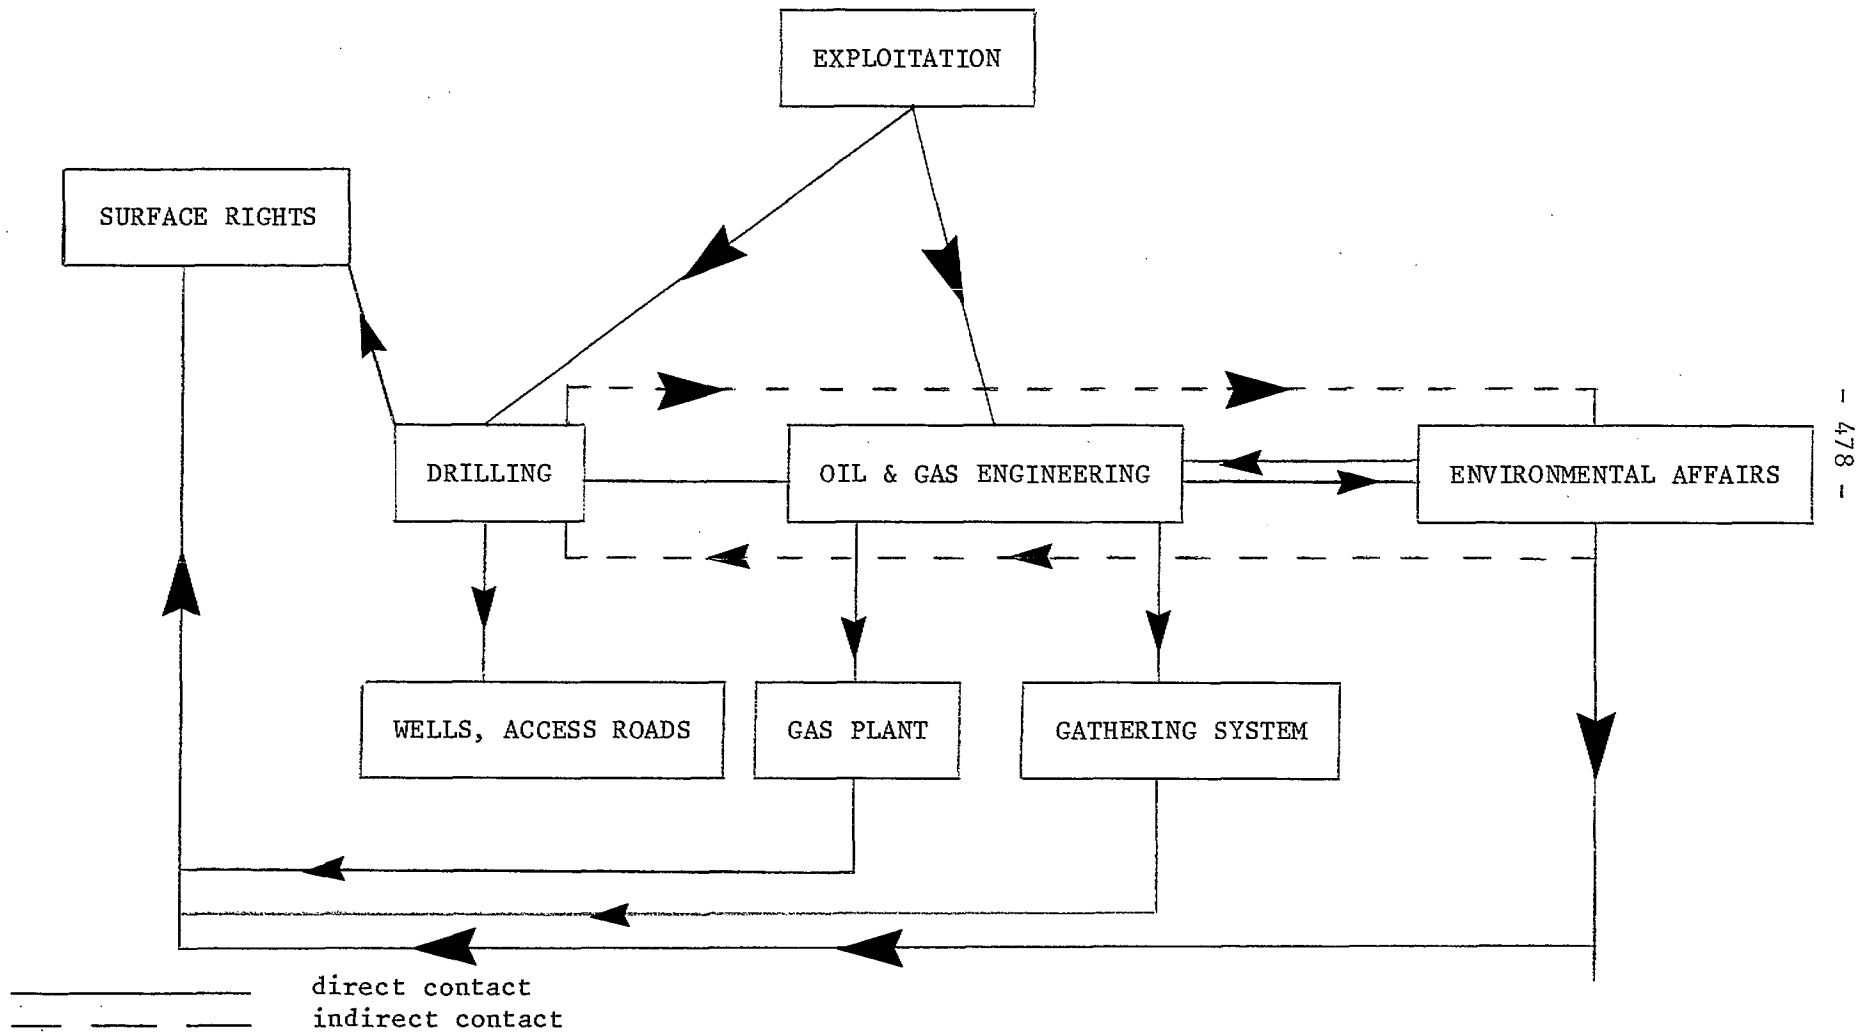 EXPLOITATION
SURFACE RIGHTS
DRILLING
OIL & GAS ENGINEERING
ENVIRONMENTAL AFFAIRS
WELLS, ACCESS ROADS
GAS PLANT
GATHERING SYSTEM
direct contact
indirect contact
- 478 -